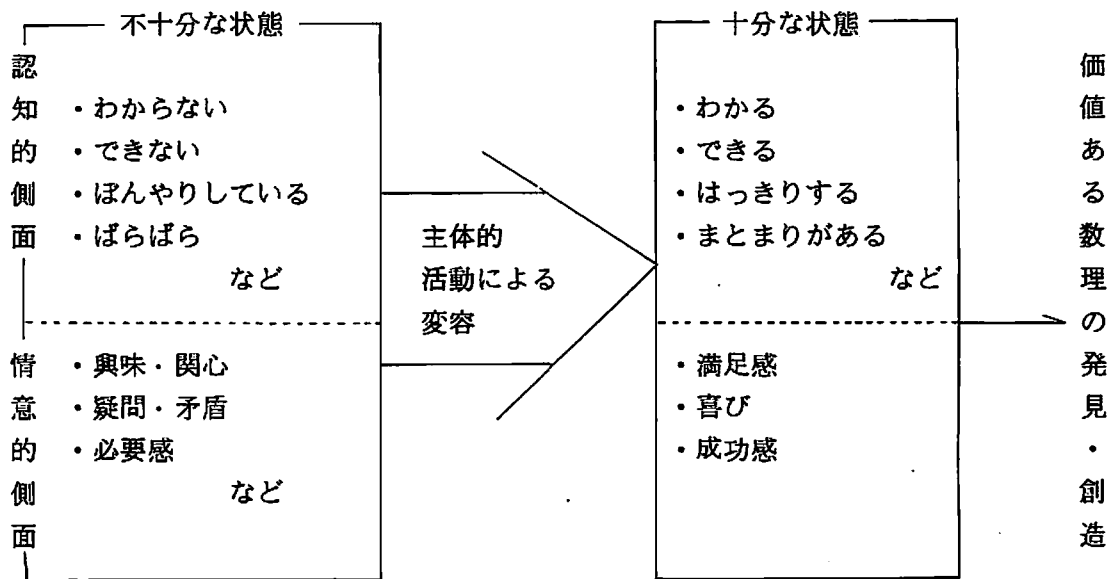 不十分な状態
認知的側面
・わからない
・できない
・ぼんやりしている
・ばらばら
など
情意的側面
・興味・関心
・疑問・矛盾
・必要感
など
主体的
活動による
変容
十分な状態
・わかる
・できる
・はっきりする
・まとまりがある
など
・満足感
・喜び
・成功感
価値ある数理の発見・創造